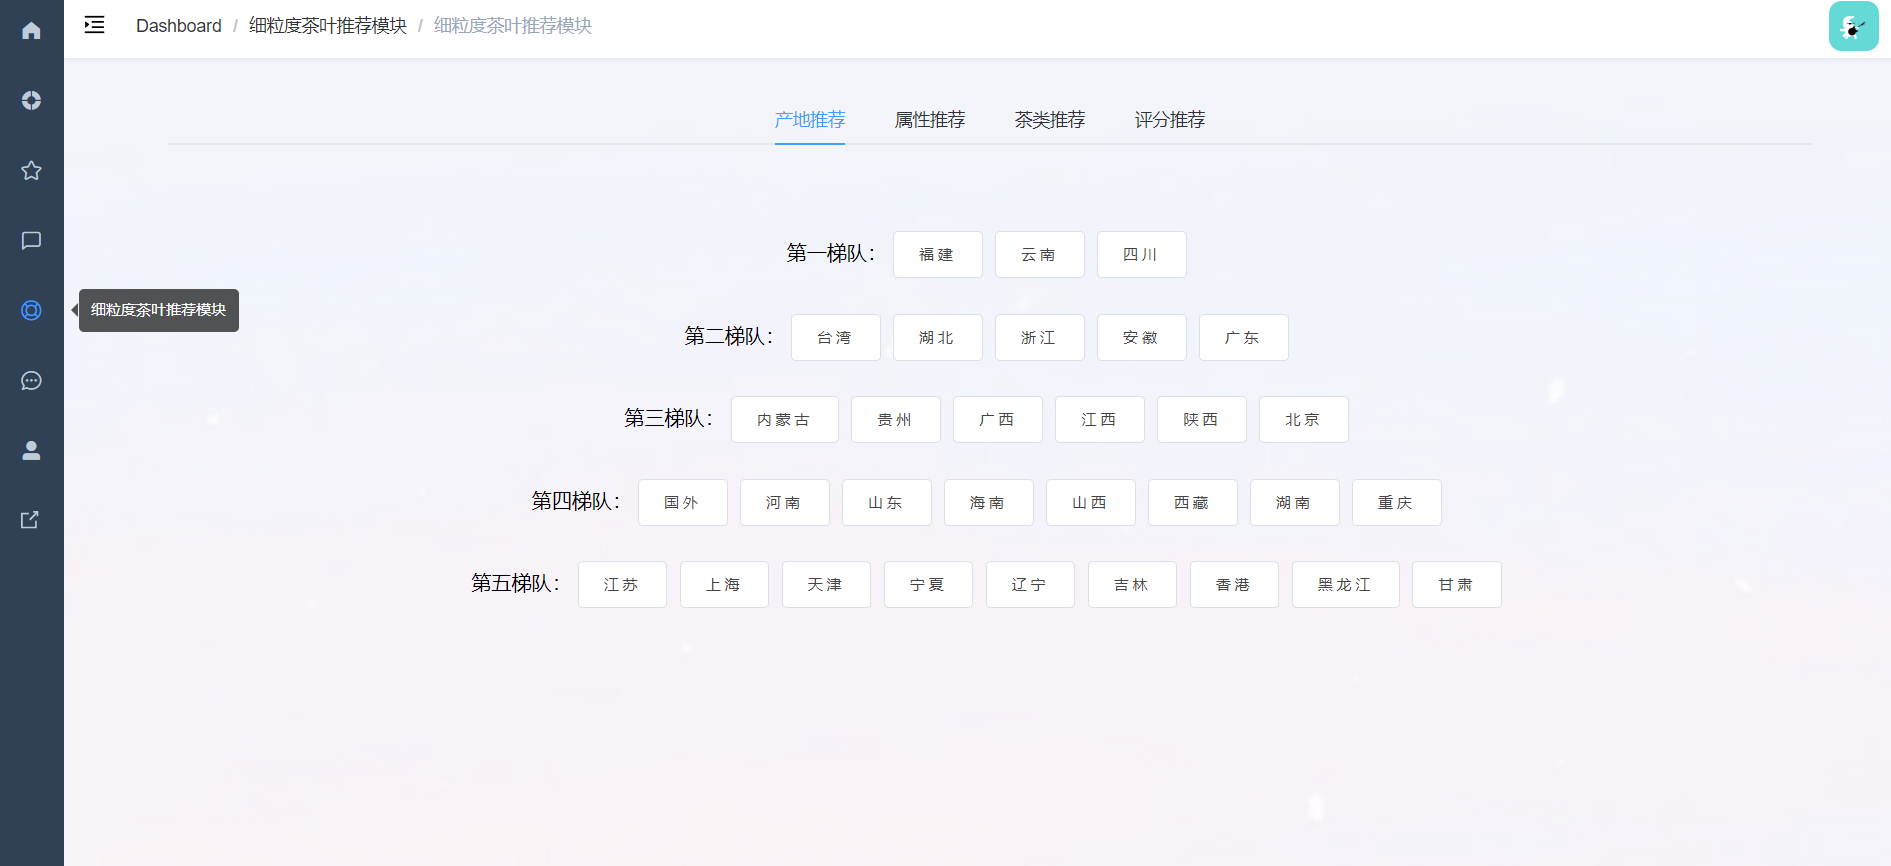 Dashboard / 细粒度茶叶推荐模块 / 细粒度茶叶推荐模块
产地推荐 属性推荐 茶类推荐 评分推荐
第一梯队： 福建 云南 四川
细粒度茶叶推荐模块
第二梯队： 台湾 湖北 浙江 安徽 广东
第三梯队： 内蒙古 贵州 广西 江西 陕西 北京
第四梯队： 国外 河南 山东 海南 山西 西藏 湖南 重庆
第五梯队： 江苏 上海 天津 宁夏 辽宁 吉林 香港 黑龙江 甘肃